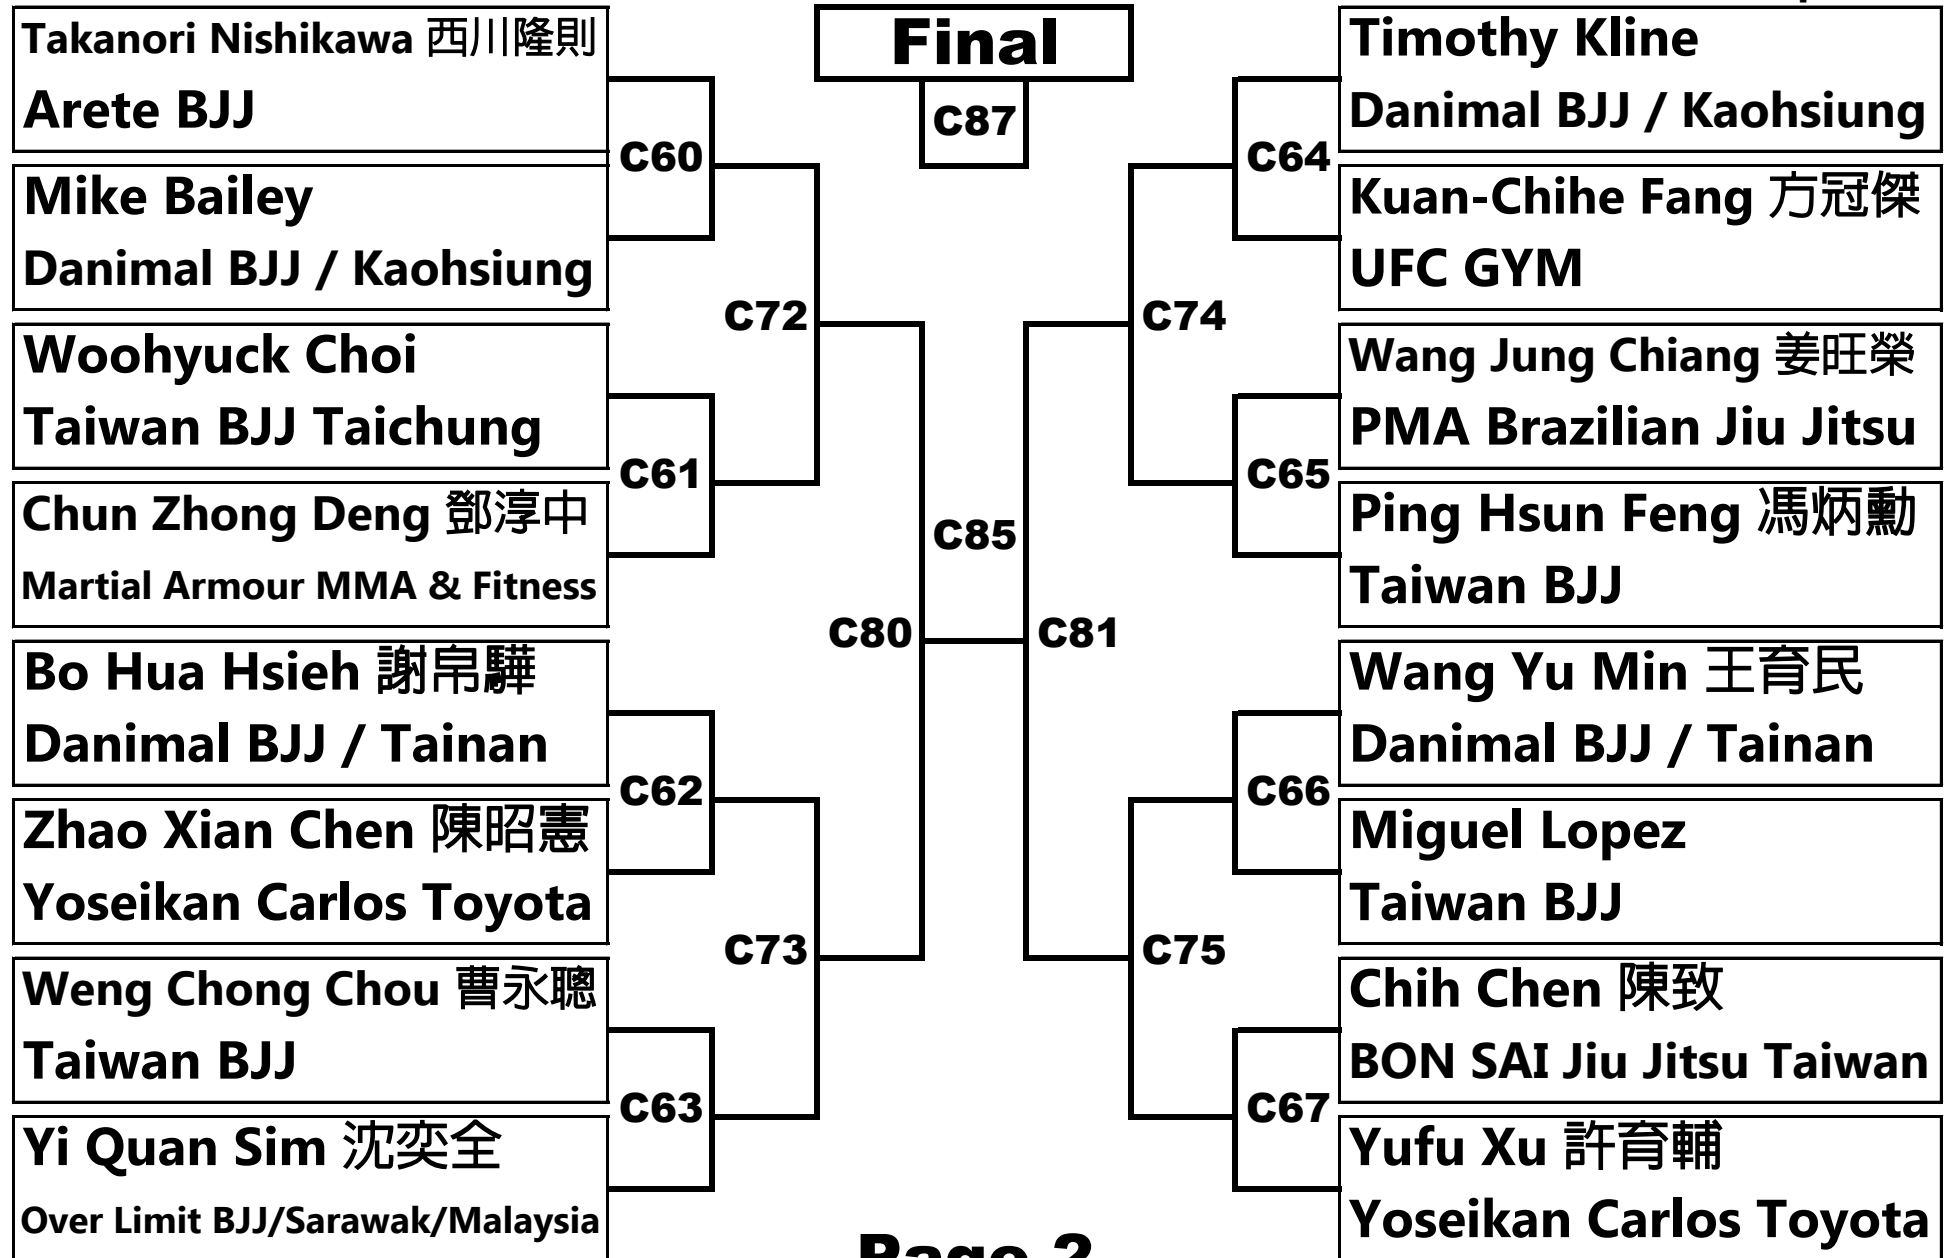 Takanori Nishikawa 西川隆則
Arete BJJ
Mike Bailey
Danimal BJJ / Kaohsiung
Woohyuck Choi
Taiwan BJJ Taichung
Chun Zhong Deng 鄧淳中
Martial Armour MMA & Fitness
Bo Hua Hsieh 謝帛驊
Danimal BJJ / Tainan
Zhao Xian Chen 陳昭憲
Yoseikan Carlos Toyota
Weng Chong Chou 曹永聰
Taiwan BJJ
Yi Quan Sim 沈奕全
Over Limit BJJ/Sarawak/Malaysia
C60
C61
C62
C63
C72
C73
C80
Final
C87
C85
C81
C74
C75
C64
C65
C66
C67
Timothy Kline
Danimal BJJ / Kaohsiung
Kuan-Chihe Fang 方冠傑
UFC GYM
Wang Jung Chiang 姜旺榮
PMA Brazilian Jiu Jitsu
Ping Hsun Feng 馮炳勳
Taiwan BJJ
Wang Yu Min 王育民
Danimal BJJ / Tainan
Miguel Lopez
Taiwan BJJ
Chih Chen 陳致
BON SAI Jiu Jitsu Taiwan
Yufu Xu 許育輔
Yoseikan Carlos Toyota
Page 2